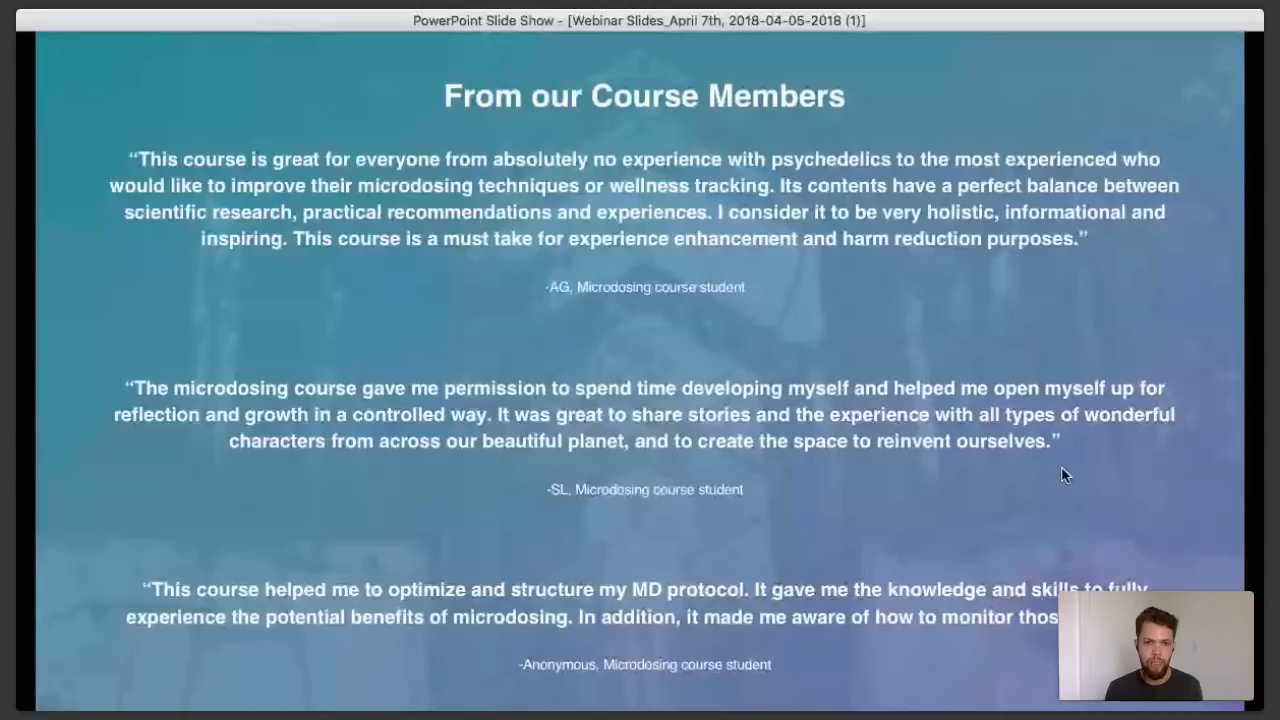 PowerPoint Slide Show - [Webinar Slides_April 7th, 2018-04-05-2018 (1)]
From our Course Members
“This course is great for everyone from absolutely no experience with psychedelics to the most experienced who
would like to improve their microdosing techniques or wellness tracking. Its contents have a perfect balance between
scientific research, practical recommendations and experiences. I consider it to be very holistic, informational and
inspiring. This course is a must take for experience enhancement and harm reduction purposes.”
-AG, Microdosing course student
“The microdosing course gave me permission to spend time developing myself and helped me open myself up for
reflection and growth in a controlled way. It was great to share stories and the experience with all types of wonderful
characters from across our beautiful planet, and to create the space to reinvent ourselves.”
-SL, Microdosing course student
“This course helped me to optimize and structure my MD protocol. It gave me the knowledge and skills to fully
experience the potential benefits of microdosing. In addition, it made me aware of how to monitor
-Anonymous, Microdosing course student